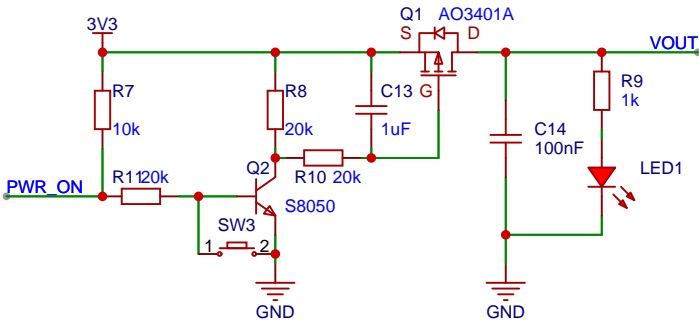 Q1 AO3401A
3V3
S D
VOUT
R7
R8
C13
G
R9
1k
10k
20k
1uF
C14
100nF
Q2
PWR_ON
R11 20k
R10 20k
LED1
S8050
SW3
1 2
GND
GND